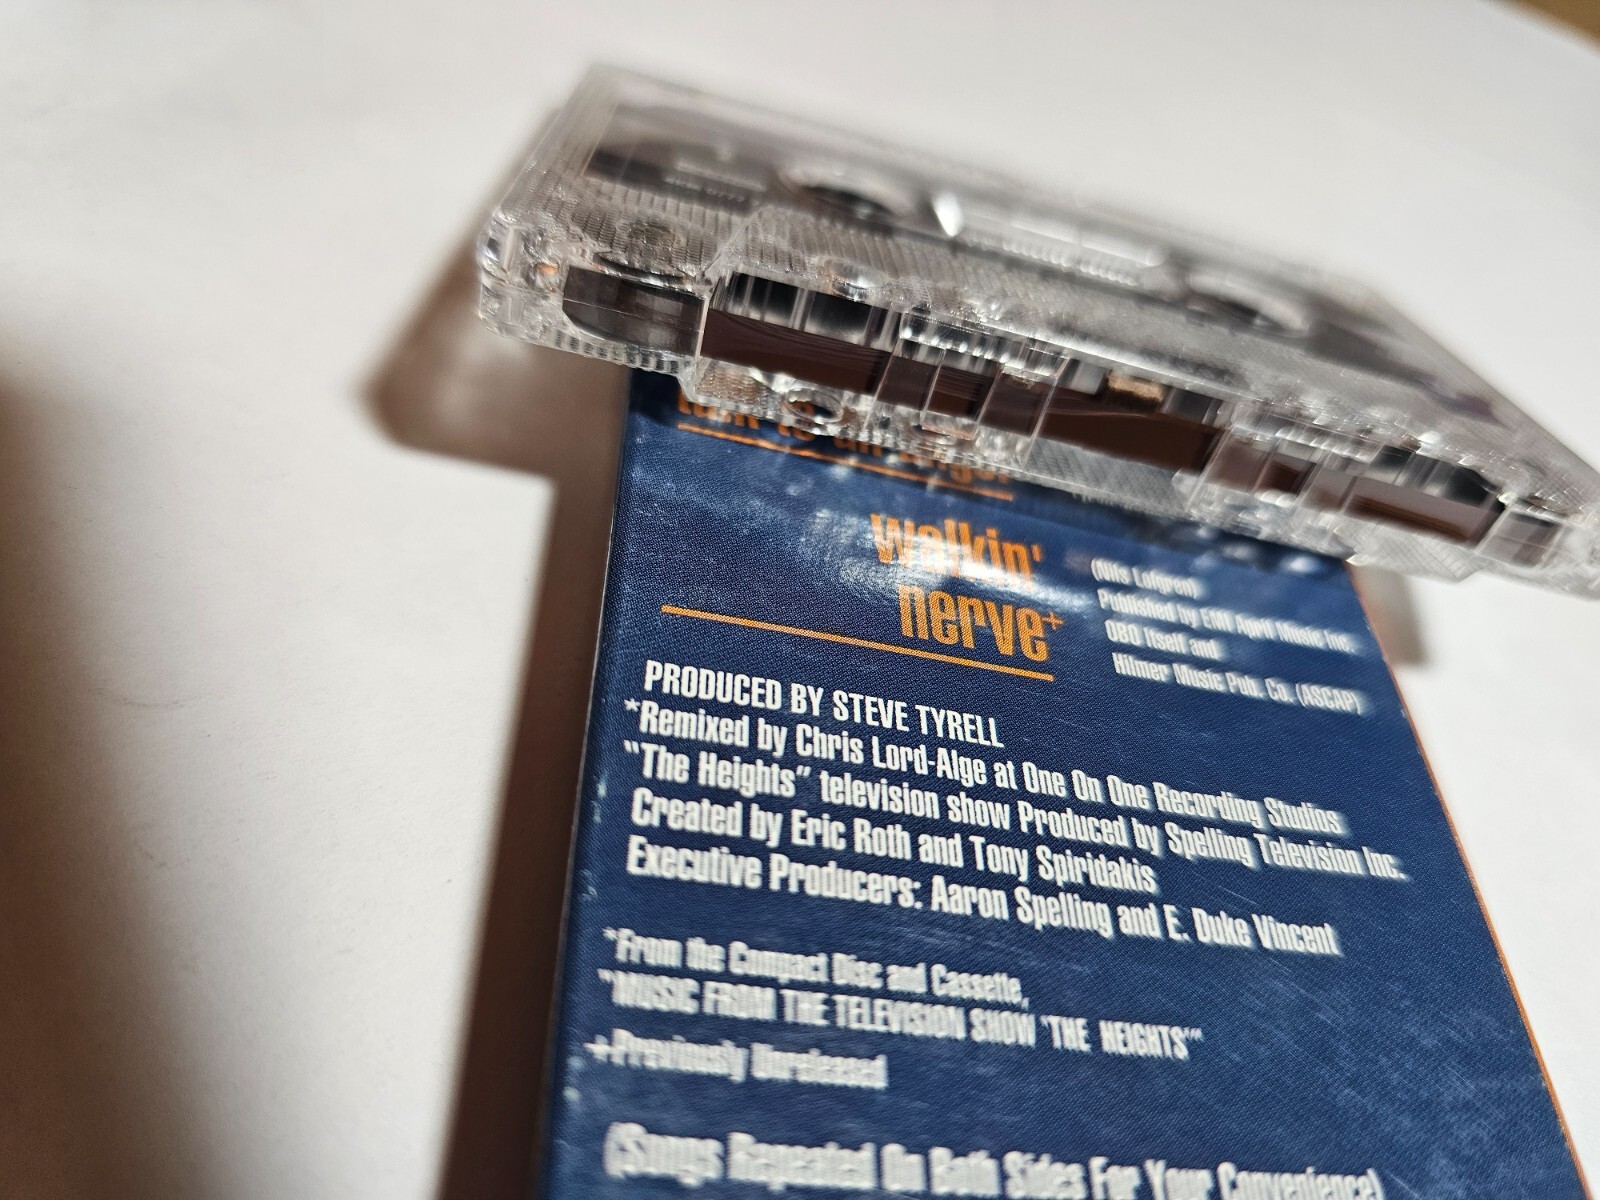 walkin'
nerve+
(Nils Lofgren)
Published by EMI April Music Inc.
OBO Itself and
Hilmer Music Pub. Co. (ASCAP)
PRODUCED BY STEVE TYRELL
*Remixed by Chris Lord-Alge at One On One Recording Studios
"The Heights" television show Produced by Spelling Television Inc.
Created by Eric Roth and Tony Spiridakis
Executive Producers: Aaron Spelling and E. Duke Vincent
*From the Compact Disc and Cassette,
"MUSIC FROM THE TELEVISION SHOW 'THE HEIGHTS'"
+Previously Unreleased
(Songs Repeated On Both Sides For Your Convenience)